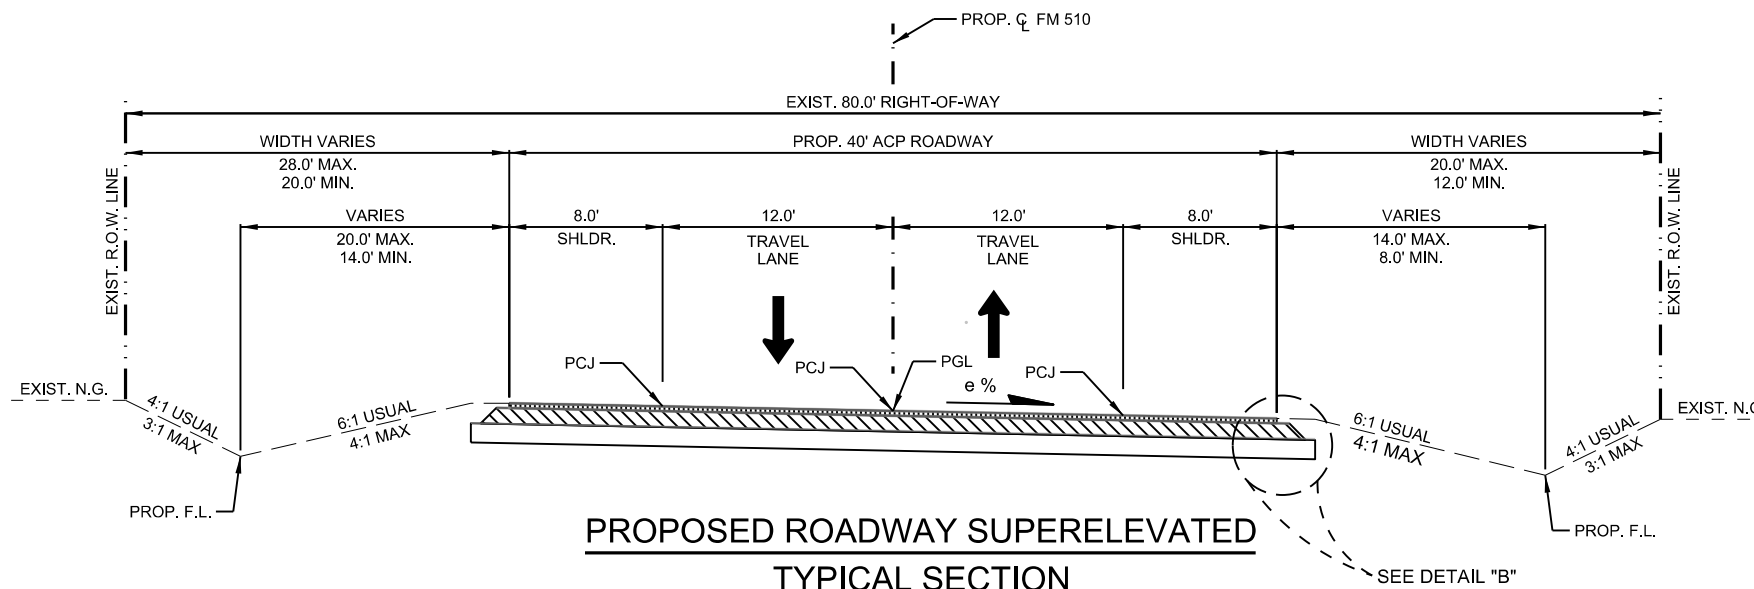 PROP. CL FM 510
EXIST. 80.0' RIGHT-OF-WAY
WIDTH VARIES
28.0' MAX.
20.0' MIN.
PROP. 40' ACP ROADWAY
WIDTH VARIES
20.0' MAX.
12.0' MIN.
EXIST. R.O.W. LINE
EXIST. R.O.W. LINE
VARIES
20.0' MAX.
14.0' MIN.
8.0'
SHLDR.
12.0'
TRAVEL
LANE
12.0'
TRAVEL
LANE
8.0'
SHLDR.
VARIES
14.0' MAX.
8.0' MIN.
PCJ
PCJ
PGL
e %
PCJ
EXIST. N.G.
4:1 USUAL
3:1 MAX
6:1 USUAL
4:1 MAX
6:1 USUAL
4:1 MAX
4:1 USUAL
3:1 MAX
EXIST. N.G
PROP. F.L.
PROP. F.L.
PROPOSED ROADWAY SUPERELEVATED
TYPICAL SECTION
SEE DETAIL "B"